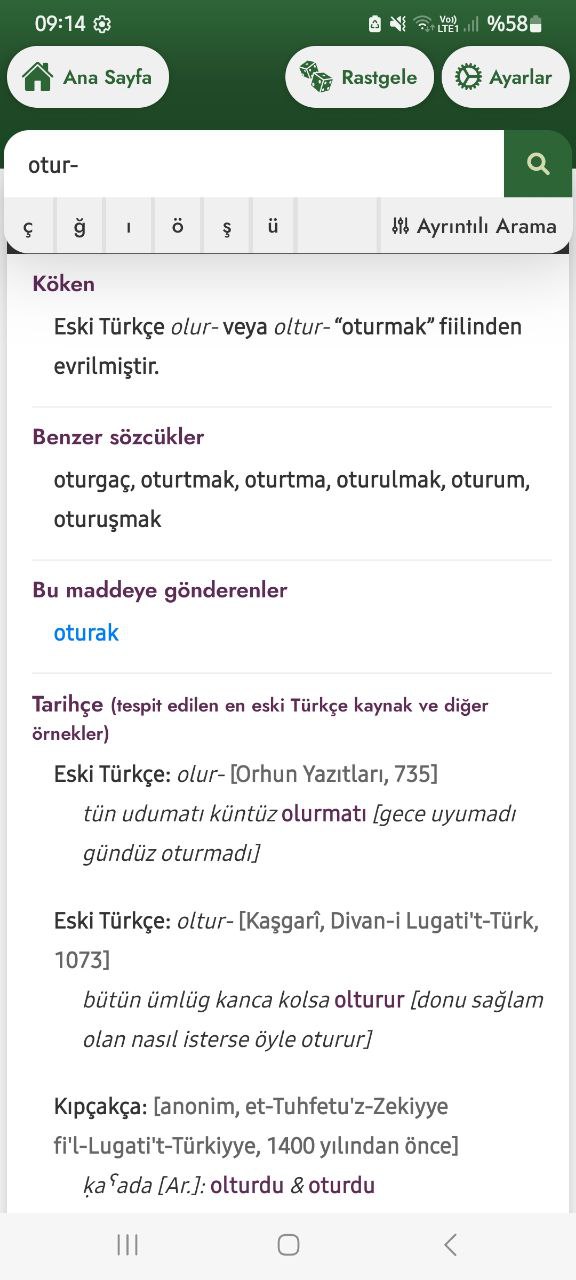 09:14 Vo)) LTE1 %58
Ana Sayfa Rastgele Ayarlar
otur-
ç ğ ı ö ş ü Ayrıntılı Arama
Köken
Eski Türkçe olur- veya oltur- “oturmak” fiilinden
evrilmiştir.
Benzer sözcükler
oturgaç, oturtmak, oturtma, oturulmak, oturum,
oturuşmak
Bu maddeye gönderenler
oturak
Tarihçe (tespit edilen en eski Türkçe kaynak ve diğer
örnekler)
Eski Türkçe: olur- [Orhun Yazıtları, 735]
tün udumatı küntüz olurmatı [gece uyumadı
gündüz oturmadı]
Eski Türkçe: oltur- [Kaşgarî, Divan-i Lugati't-Türk,
1073]
bütün ümlüg kanca kolsa olturur [donu sağlam
olan nasıl isterse öyle oturur]
Kıpçakça: [anonim, et-Tuhfetu'z-Zekiyye
fi'l-Lugati't-Türkiyye, 1400 yılından önce]
ḳaˁada [Ar.]: olturdu & oturdu